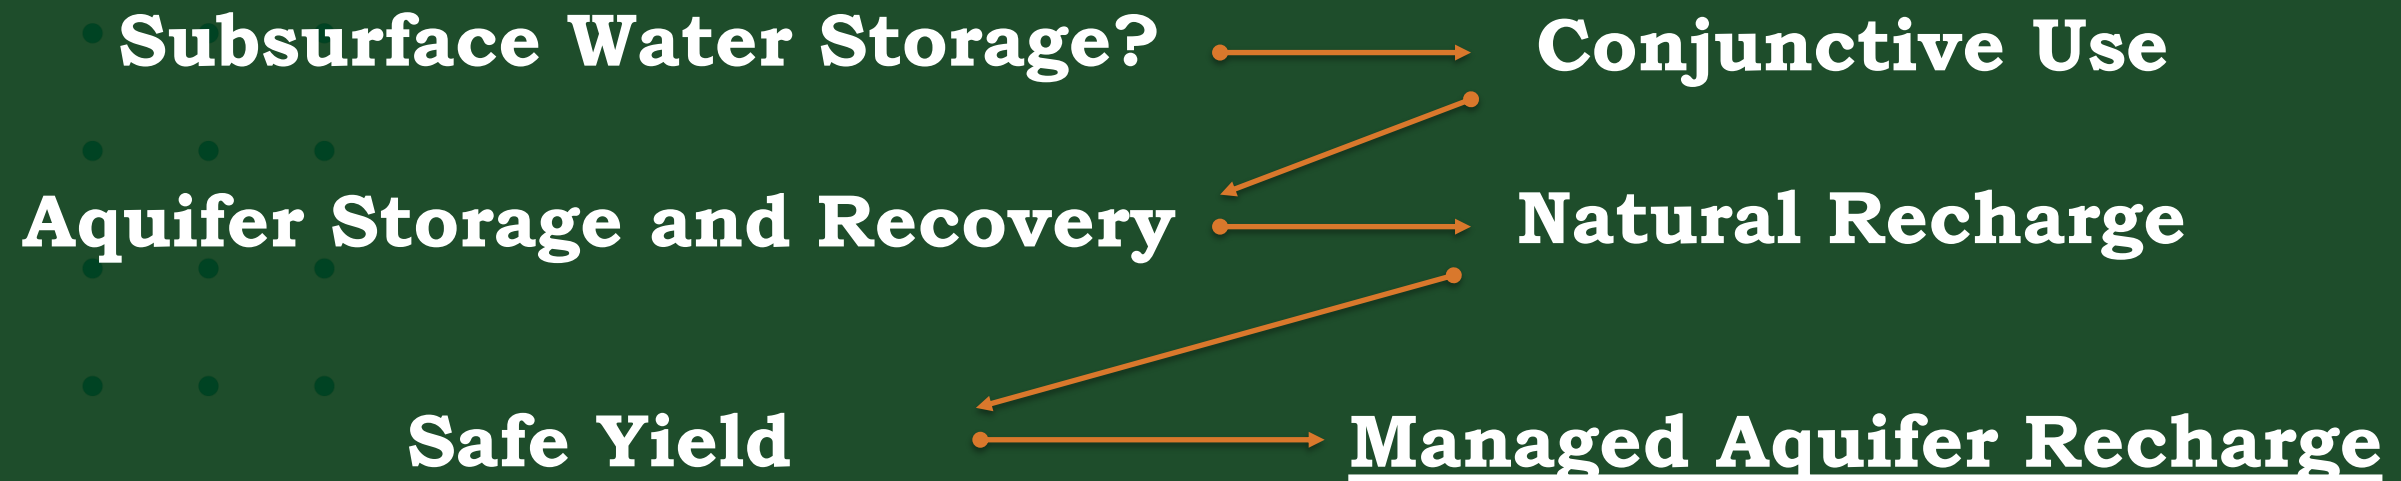 Subsurface Water Storage?
Conjunctive Use
Aquifer Storage and Recovery
Natural Recharge
Safe Yield
Managed Aquifer Recharge